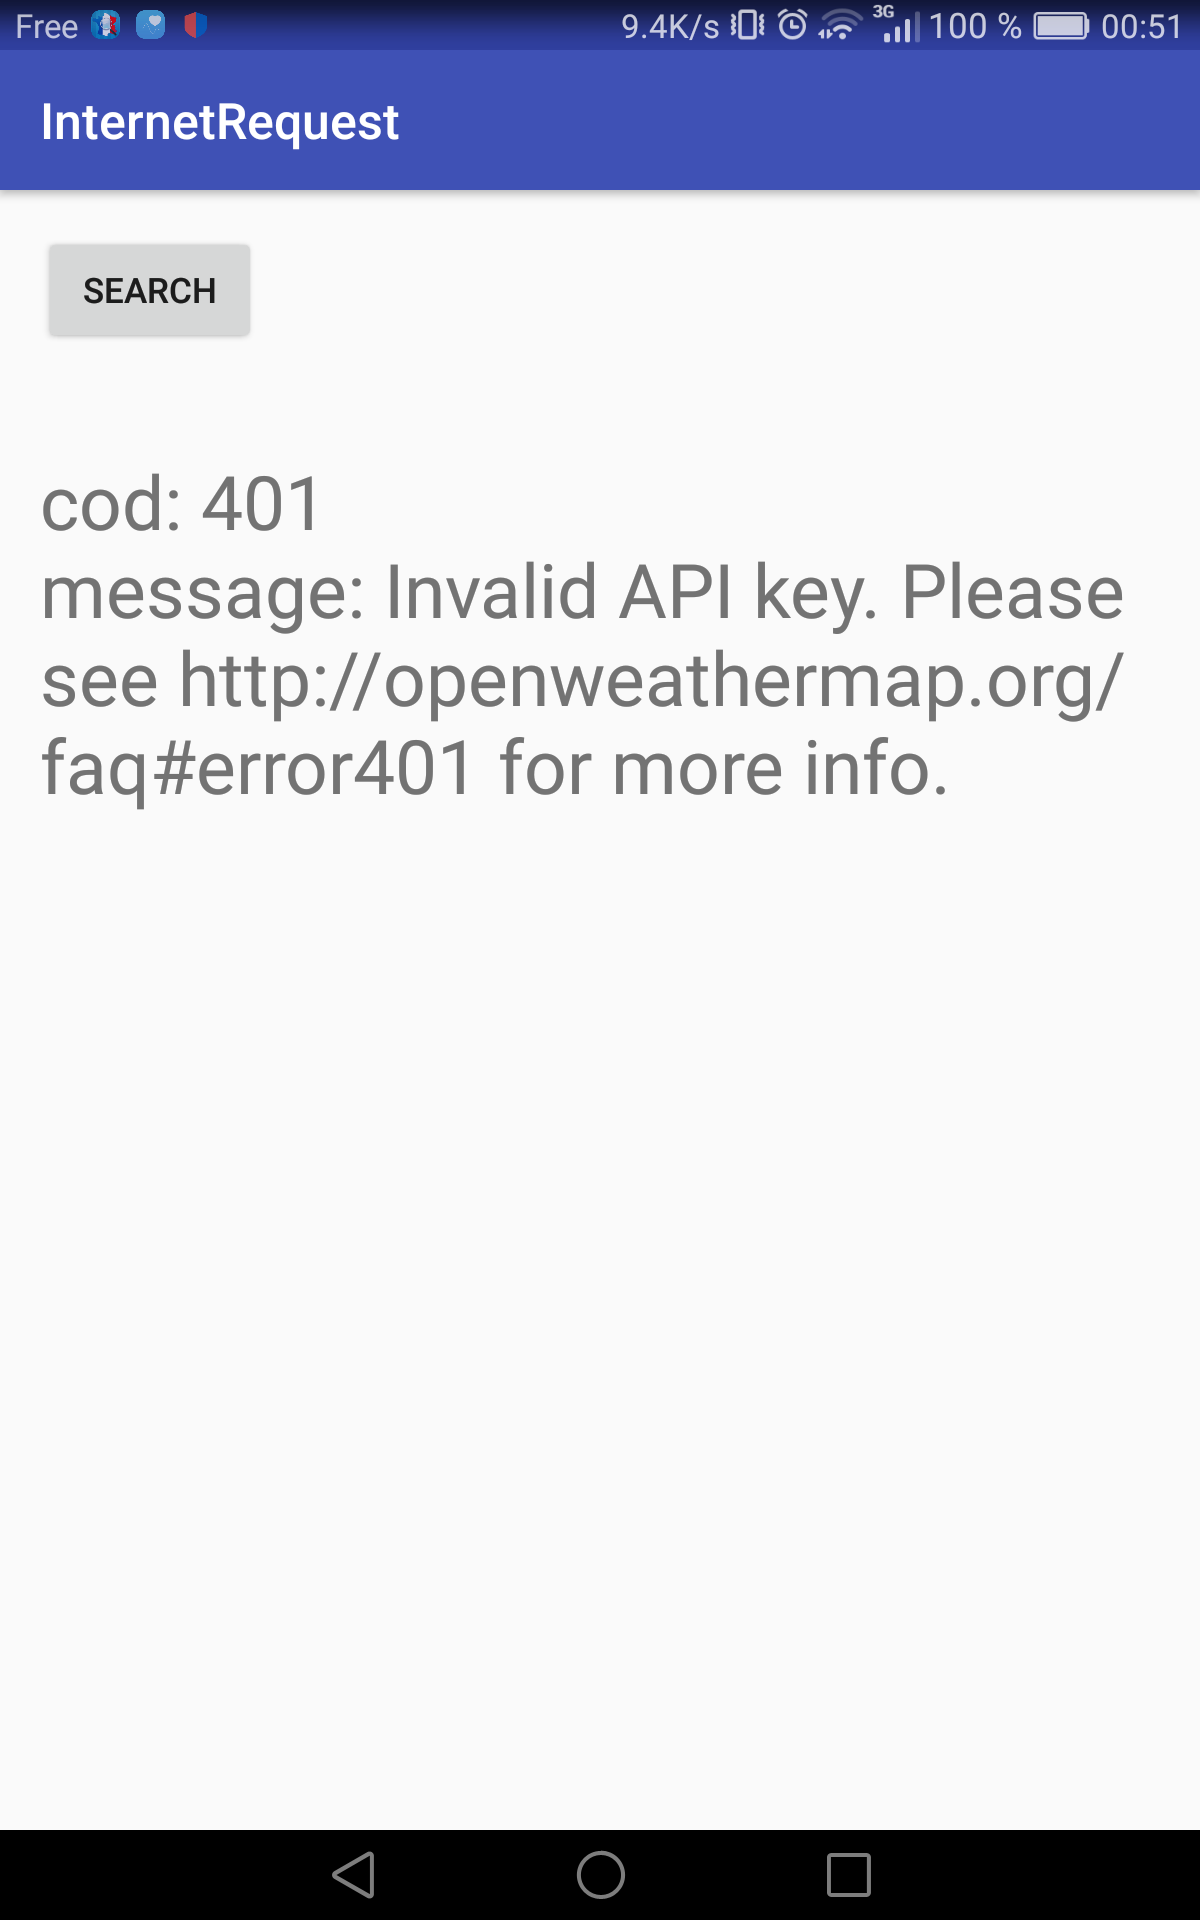 Free 9.4K/s 3G 100 % 00:51
InternetRequest
SEARCH
cod: 401
message: Invalid API key. Please
see http://openweathermap.org/
faq#error401 for more info.